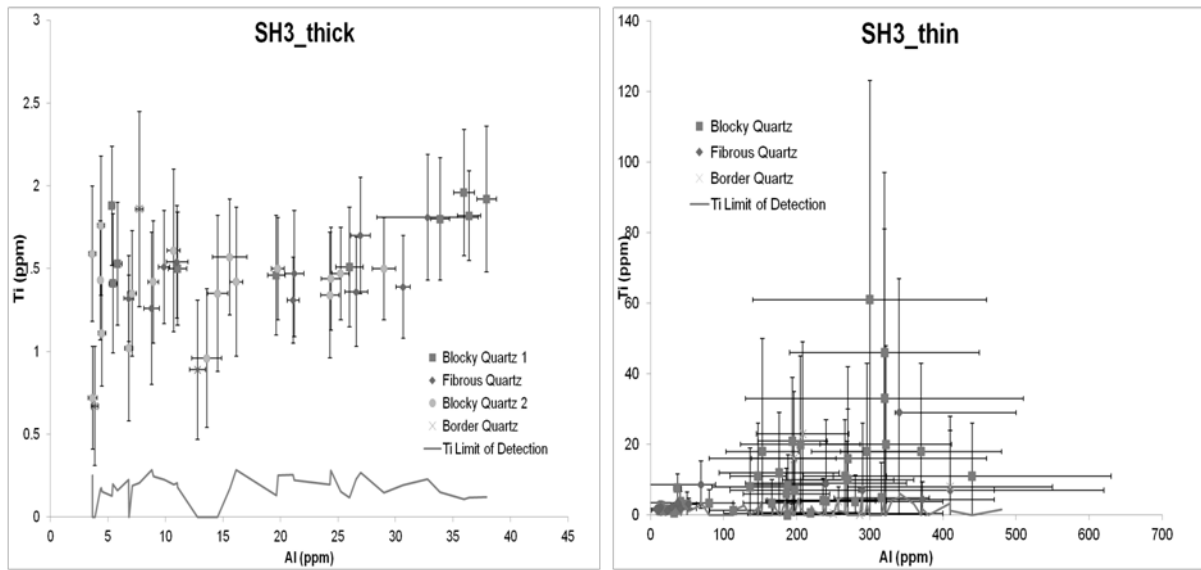 SH3_thick
3
2.5
2
1.5
1
0.5
0
Ti (ppm)
0 5 10 15 20 25 30 35 40 45
Al (ppm)
Blocky Quartz 1
Fibrous Quartz
Blocky Quartz 2
Border Quartz
Ti Limit of Detection
SH3_thin
140
120
100
80
60
40
20
0
Ti (ppm)
0 100 200 300 400 500 600 700
Al (ppm)
Blocky Quartz
Fibrous Quartz
Border Quartz
Ti Limit of Detection